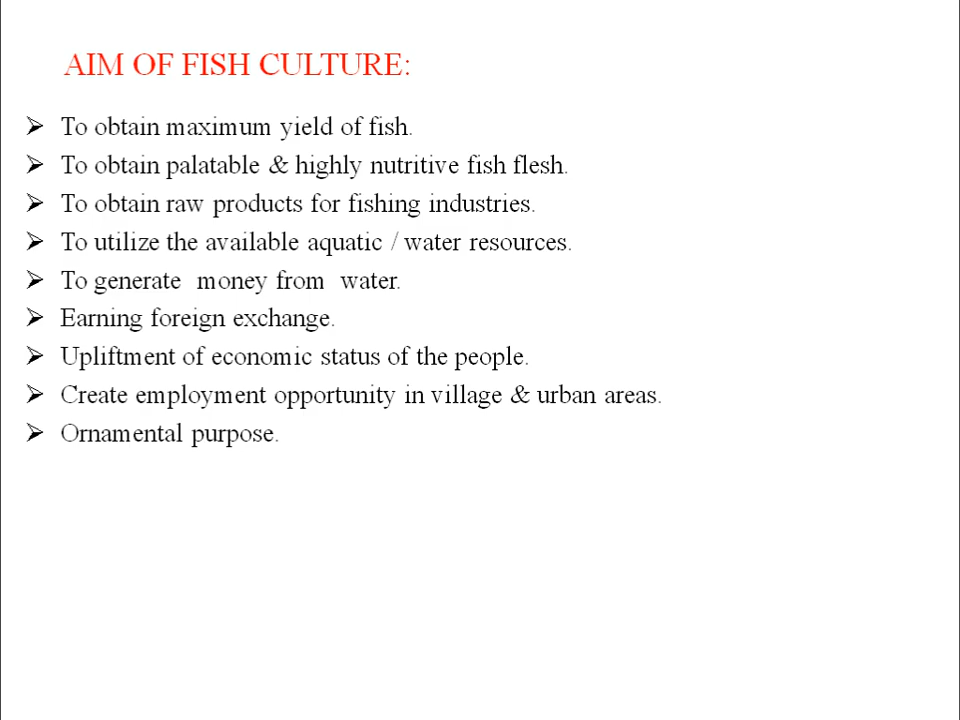 AIM OF FISH CULTURE:
➢ To obtain maximum yield of fish.
➢ To obtain palatable & highly nutritive fish flesh.
➢ To obtain raw products for fishing industries.
➢ To utilize the available aquatic / water resources.
➢ To generate  money from  water.
➢ Earning foreign exchange.
➢ Upliftment of economic status of the people.
➢ Create employment opportunity in village & urban areas.
➢ Ornamental purpose.